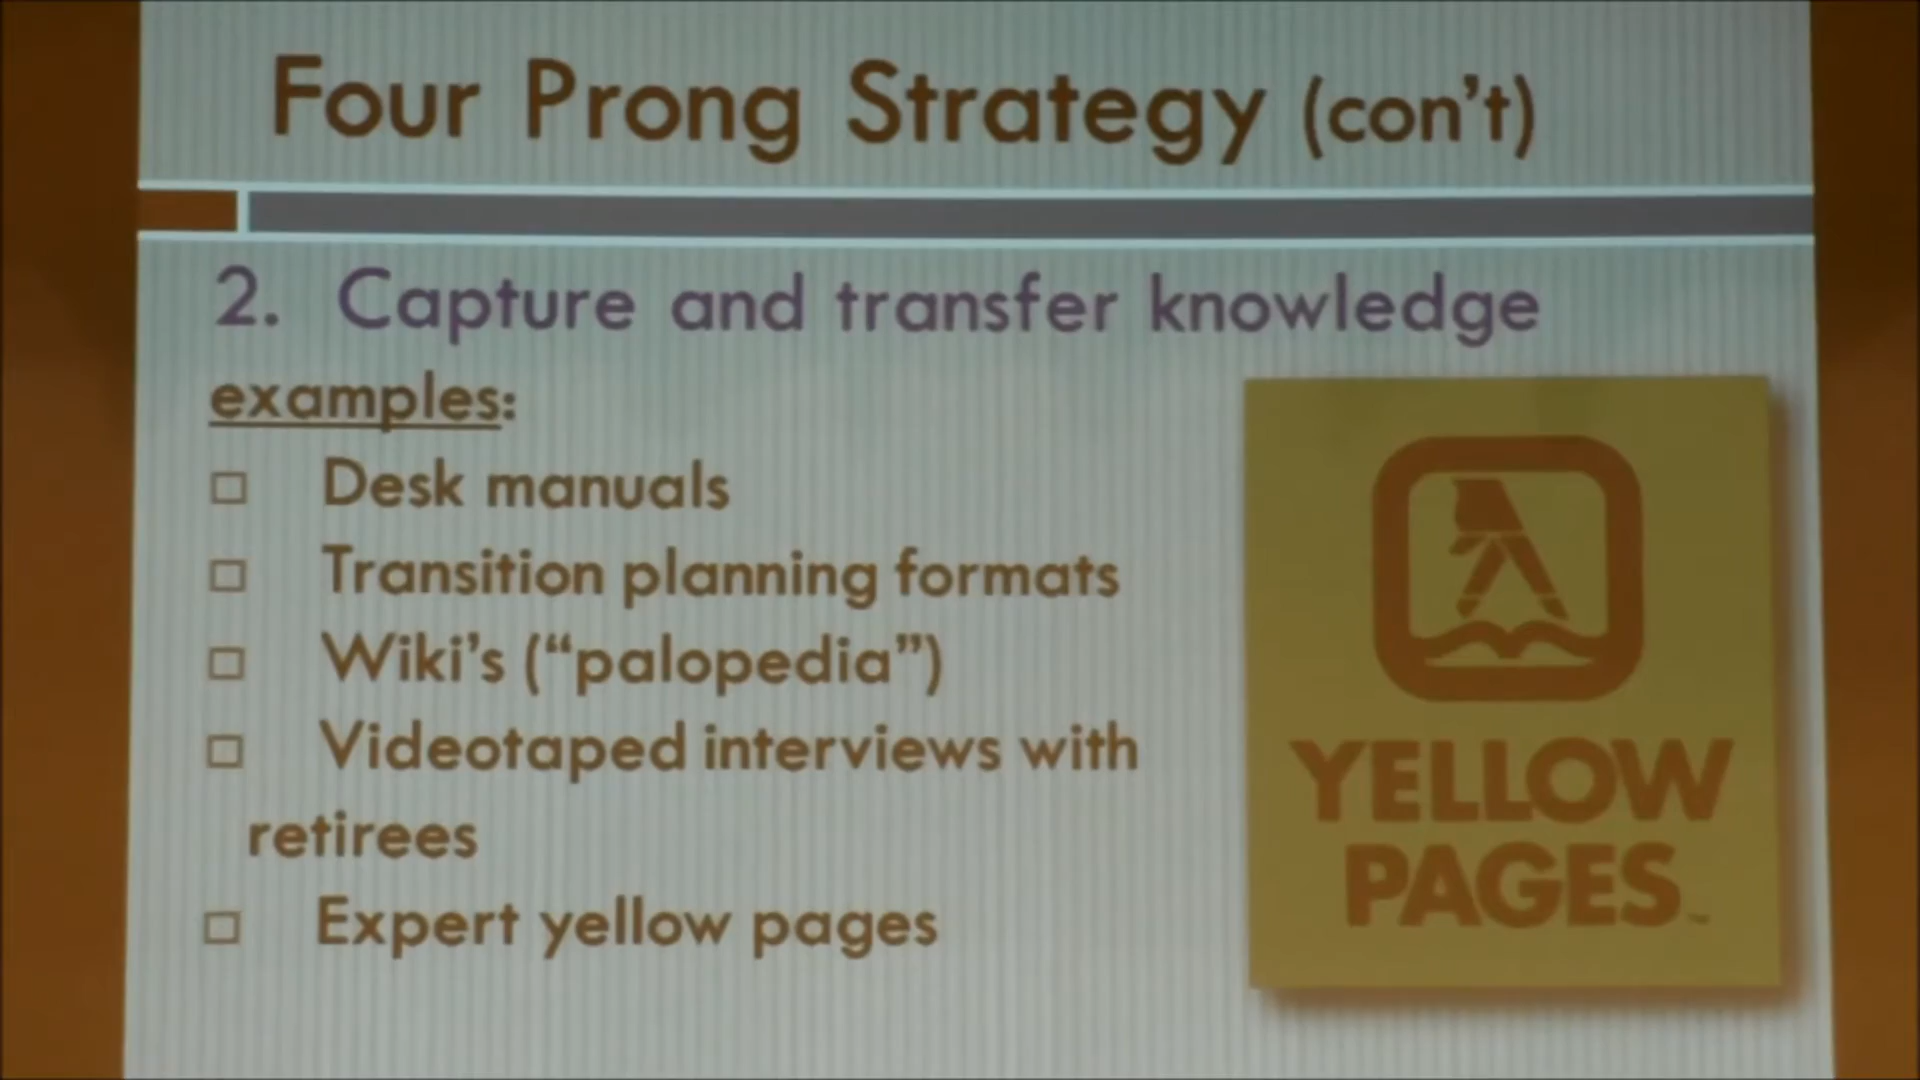 Four Prong Strategy (con't)
2. Capture and transfer knowledge
examples:
Desk manuals
Transition planning formats
Wiki's (“palopedia”)
Videotaped interviews with
retirees
Expert yellow pages
YELLOW
PAGES™